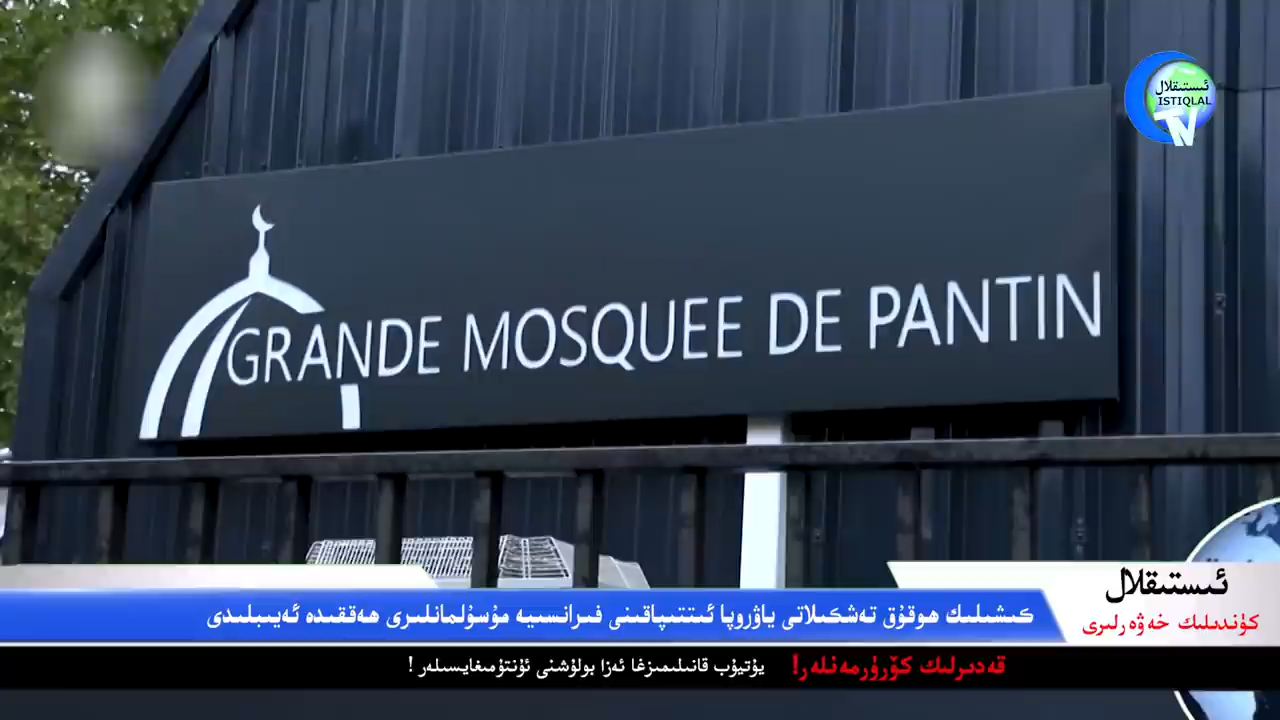 ئىستىقلال
ISTIQLAL
TV
GRANDE MOSQUEE DE PANTIN
ئىستىقلال
كۈندىلىك خەۋەرلىرى
كىشىلىك ھوقۇق تەشكىلاتى ياۋروپا ئىتتىپاقىنى فىرانسىيە مۇسۇلمانلىرى ھەققىدە ئەيىبلىدى
قەدىرلىك كۆرۈرمەنلەر! يۇتيۇب قانىلىمىزغا ئەزا بولۇشنى ئۇنتۇمىغايسىلەر !